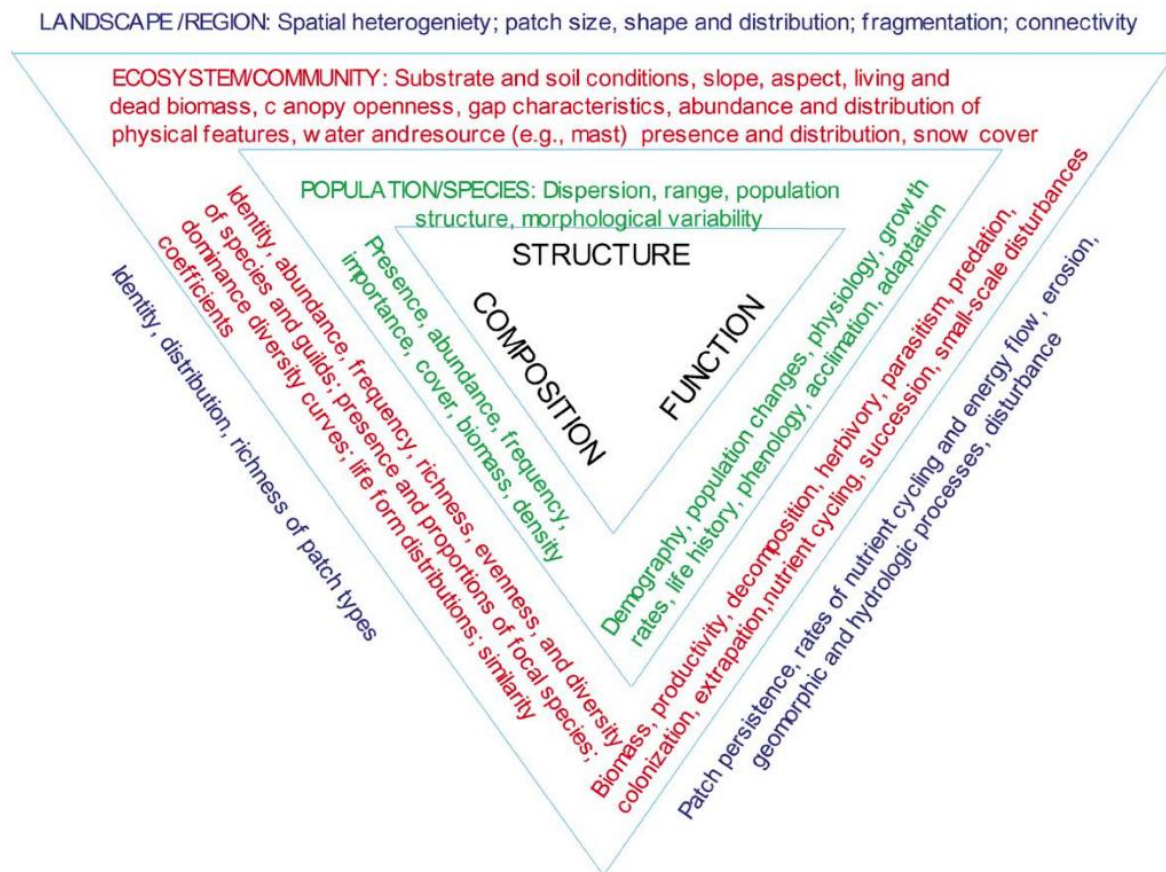 LANDSCAPE /REGION: Spatial heterogeniety; patch size, shape and distribution; fragmentation; connectivity
ECOSYSTEM/COMMUNITY: Substrate and soil conditions, slope, aspect, living and
dead biomass, c anopy openness, gap characteristics, abundance and distribution of
physical features, water andresource (e.g., mast) presence and distribution, snow cover
POPULATION/SPECIES: Dispersion, range, population
structure, morphological variability
STRUCTURE
COMPOSITION
FUNCTION
Presence, abundance, frequency,
importance, cover, biomass, density
Identity, abundance, frequency, richness, evenness, and diversity
of species and guilds; presence and proportions of focal species;
dominance diversity curves; life form distributions; similarity
coefficients
Identity, distribution, richness of patch types
Demography, population changes, physiology, growth
rates, life history, phenology, acclimation, adaptation
Biomass, productivity, decomposition, herbivory, parasitism, predation,
colonization, extrapation,nutrient cycling, succession, small-scale disturbances
Patch persistence, rates of nutrient cycling and energy flow , erosion,
geomorphic and hydrologic processes, disturbance